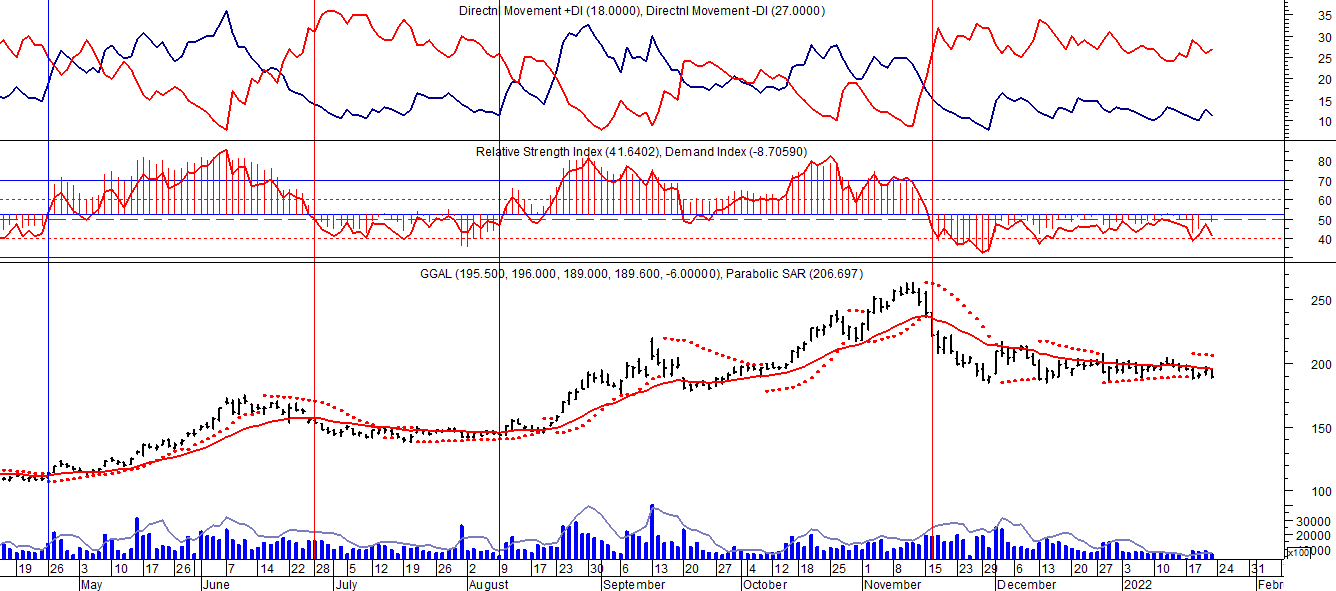 Directnl Movement +DI (18.0000), Directnl Movement -DI (27.0000)
35
30
25
20
15
10
Relative Strength Index (41.6402), Demand Index (-8.70590)
80
70
60
50
40
GGAL (195.500, 196.000, 189.000, 189.600, -6.00000), Parabolic SAR (206.697)
250
200
150
100
30000
20000
x100
19 26 3 10 17 26 7 14 22 28 5 12 19 26 2 9 17 23 30 6 13 20 27 4 12 18 25 1 8 15 23 29 6 13 20 27 3 10 17 24 31
May June July August September October November December 2022 Febr